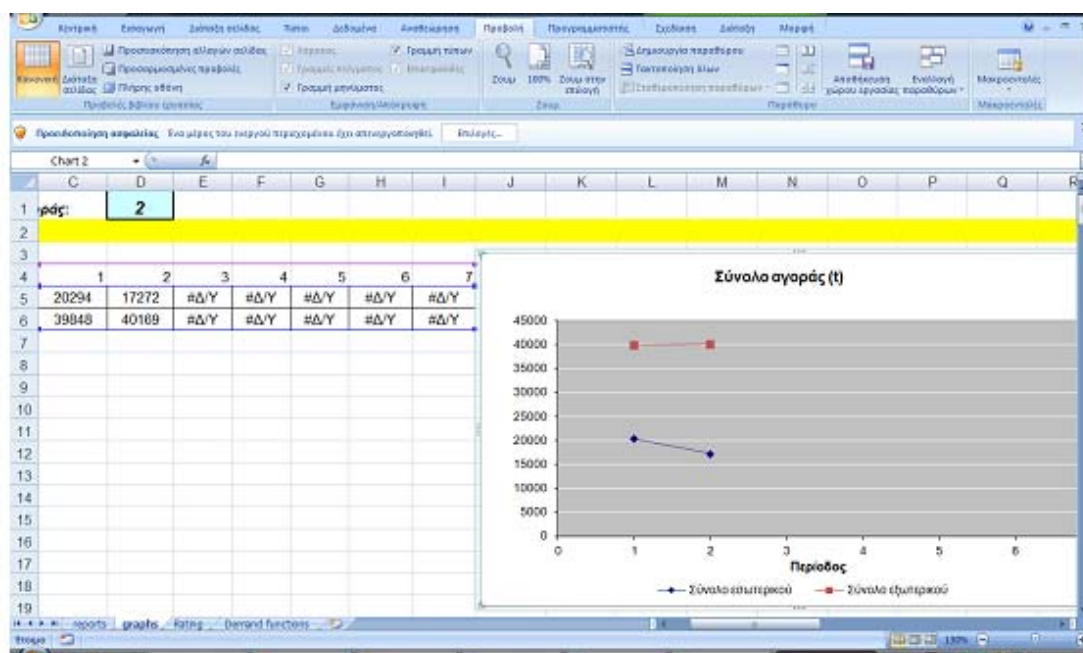 Κεντρική Εισαγωγή Διάταξη σελίδας Τύποι Δεδομένα Αναθεώρηση Προβολή Προγραμματιστής Σχεδίαση Διάταξη Μορφή
Προεπισκόπηση αλλαγών σελίδας Γραμμή τύπων Δημιουργία παραθύρου
Κανονική Διάταξη σελίδας Προσαρμοσμένες προβολές Ζουμ 100% Ζουμ στην επιλογή Τακτοποίηση όλων Αποθήκευση χώρου εργασίας Εναλλαγή παραθύρων Μακροεντολές
Πλήρης οθόνη Γραμμή μηνύματος
Προβολές βιβλίου εργασίας Εμφάνιση/Απόκρυψη Ζουμ Παράθυρο Μακροεντολές
Προειδοποίηση ασφαλείας Ένα μέρος του ενεργού περιεχομένου έχει απενεργοποιηθεί. Επιλογές...
Chart 2 fx
C D E F G H I J K L M N O P Q R
1 ράς: 2
2
3
4 1 2 3 4 5 6 7
5 20294 17272 #Δ/Υ #Δ/Υ #Δ/Υ #Δ/Υ #Δ/Υ
6 39848 40169 #Δ/Υ #Δ/Υ #Δ/Υ #Δ/Υ #Δ/Υ
7
8
9
10
11
12
13
14
15
16
17
18
19
Σύνολο αγοράς (t)
45000
40000
35000
30000
25000
20000
15000
10000
5000
0
0 1 2 3 4 5 6
Περίοδος
Σύνολο εσωτερικού Σύνολο εξωτερικού
reports graphs Rating Demand functions
Έτοιμο 130%